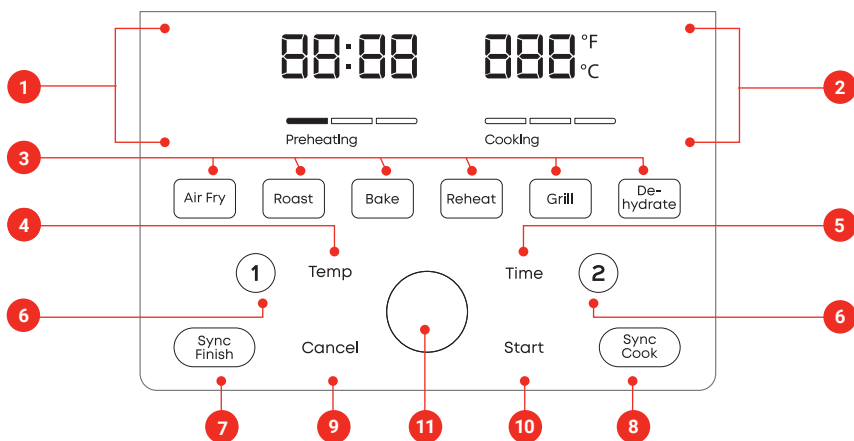 88:88 888 °F
°C
1 2
Preheating Cooking
3
Air Fry Roast Bake Reheat Grill De-
hydrate
4 5
1 Temp Time 2
6 6
Sync
Finish Cancel Start Sync
Cook
7 9 11 10 8